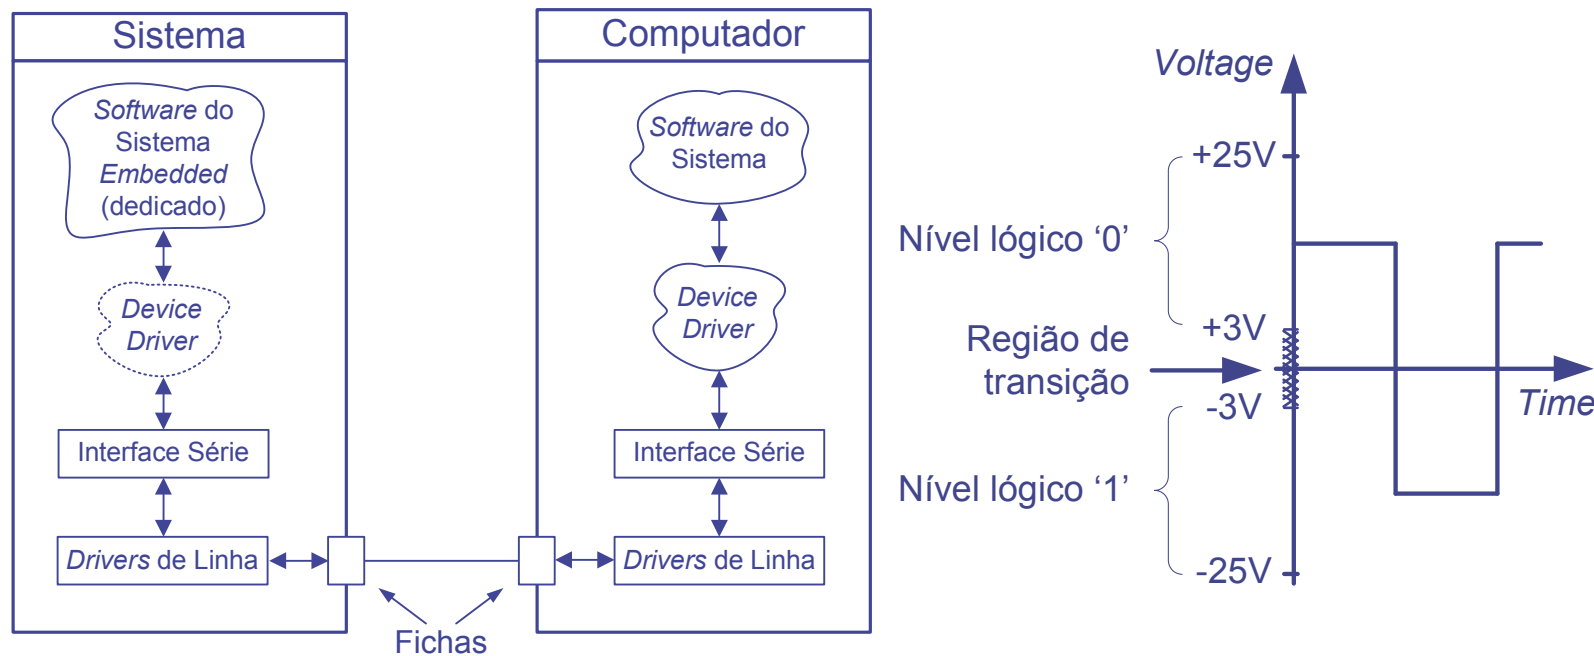 Sistema
Software do
Sistema
Embedded
(dedicado)
Device
Driver
Interface Série
Drivers de Linha
Fichas
Computador
Software do
Sistema
Device
Driver
Interface Série
Drivers de Linha
Voltage
+25V
Nível lógico ‘0’
+3V
Região de
transição
-3V
Time
Nível lógico ‘1’
-25V